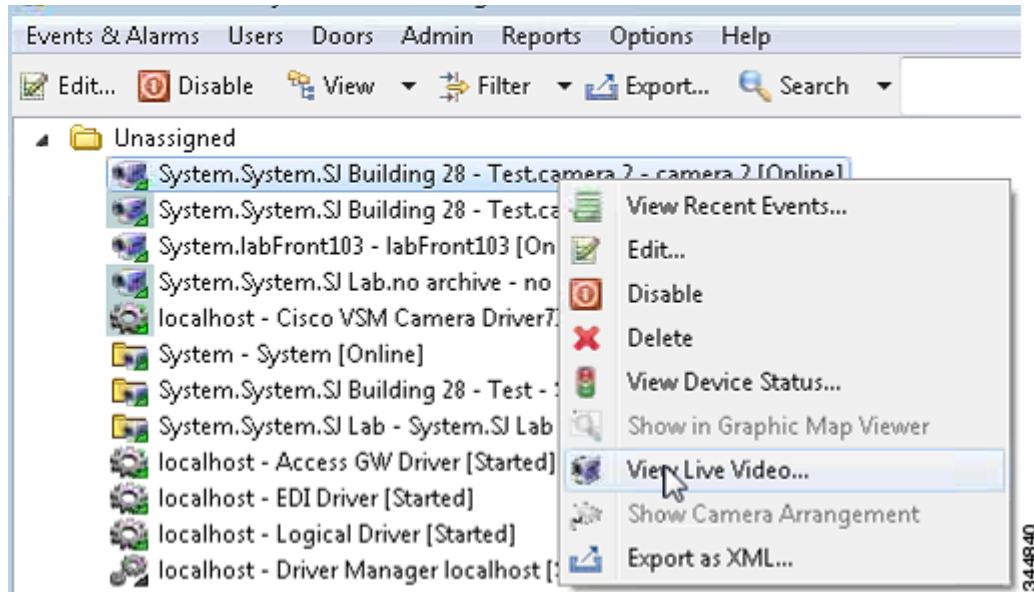 Events & Alarms Users Doors Admin Reports Options Help
Edit... Disable View Filter Export... Search
Unassigned
System.System.SJ Building 28 - Test.camera 2 - camera 2 [Online]
System.System.SJ Building 28 - Test.ca
System.labFront103 - labFront103 [On
System.System.SJ Lab.no archive - no
localhost - Cisco VSM Camera Driver7
System - System [Online]
System.System.SJ Building 28 - Test -
System.System.SJ Lab - System.SJ Lab
localhost - Access GW Driver [Started]
localhost - EDI Driver [Started]
localhost - Logical Driver [Started]
localhost - Driver Manager localhost [
View Recent Events...
Edit...
Disable
Delete
View Device Status...
Show in Graphic Map Viewer
View Live Video...
Show Camera Arrangement
Export as XML...
344840